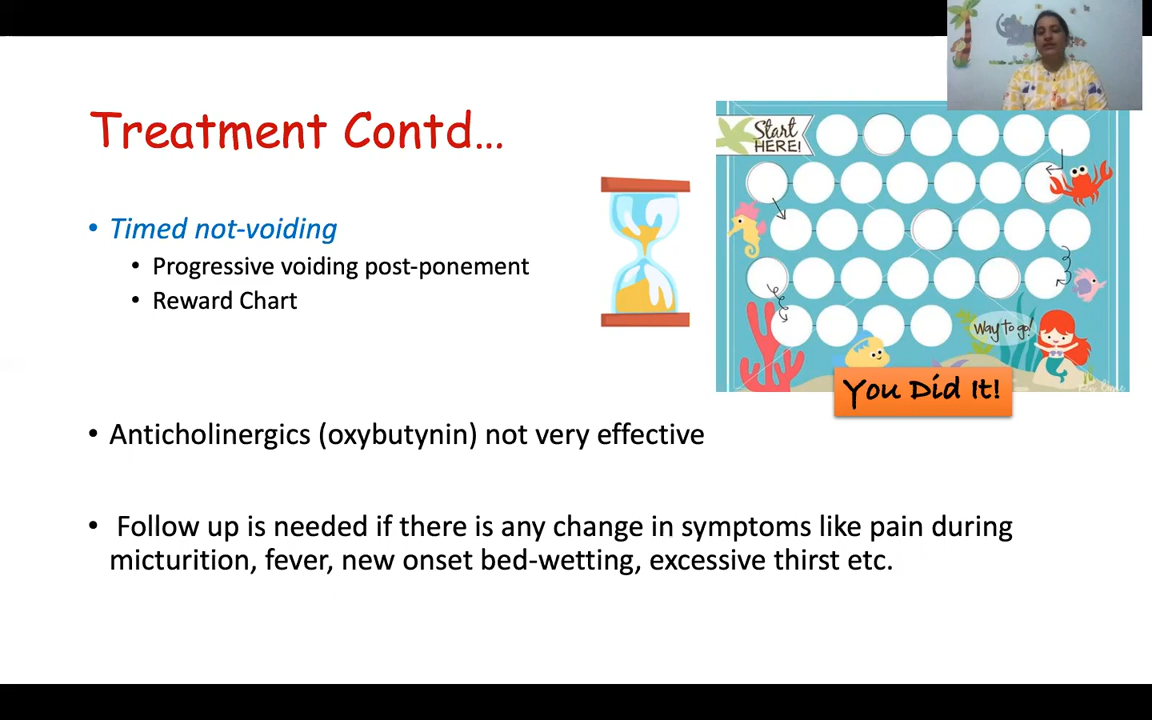 Treatment Contd...
Start
HERE!
• Timed not-voiding
• Progressive voiding post-ponement
• Reward Chart
Way to go!
You Did It!
• Anticholinergics (oxybutynin) not very effective
• Follow up is needed if there is any change in symptoms like pain during
micturition, fever, new onset bed-wetting, excessive thirst etc.